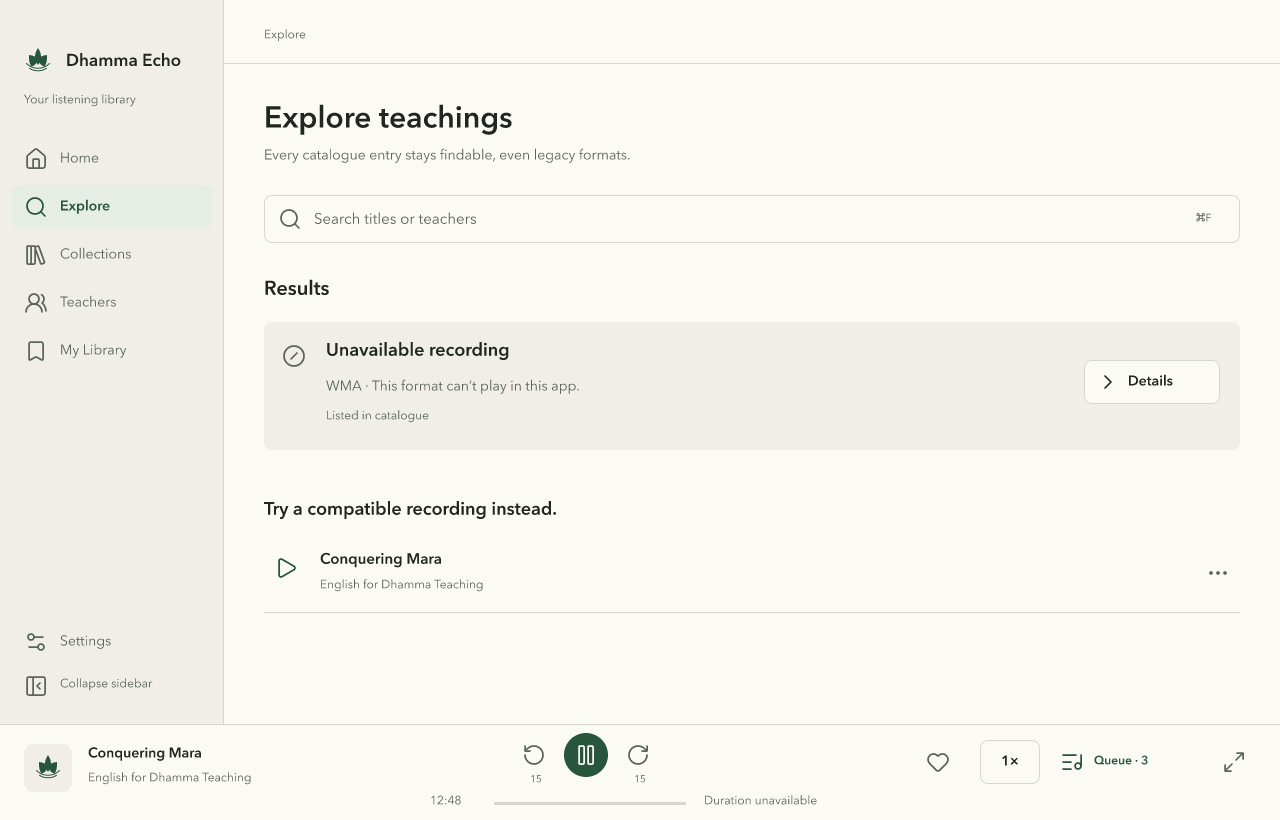 Dhamma Echo
Your listening library
Home
Explore
Collections
Teachers
My Library
Settings
Collapse sidebar
Explore
Explore teachings
Every catalogue entry stays findable, even legacy formats.
Search titles or teachers
⌘F
Results
Unavailable recording
WMA · This format can’t play in this app.
Listed in catalogue
Details
Try a compatible recording instead.
Conquering Mara
English for Dhamma Teaching
Conquering Mara
English for Dhamma Teaching
15
15
12:48
Duration unavailable
1×
Queue · 3